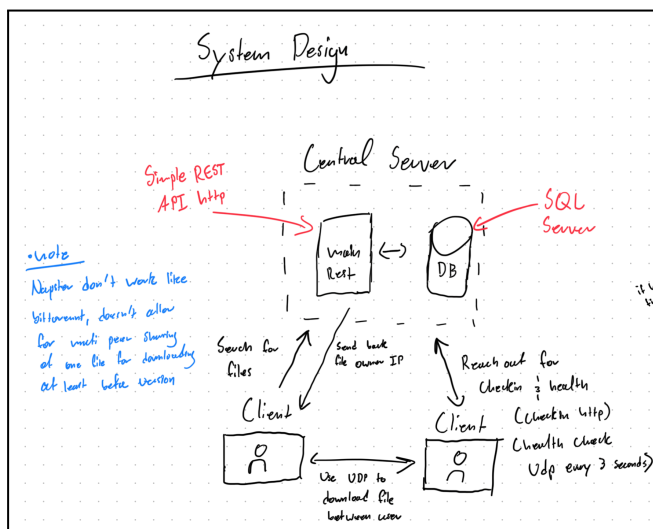 System Design
Central Server
Simple REST
API http
SQL
Server
main
Rest
DB
•note
Napster don't work like
bittorrent, doesn't allow
for multi peer sharing
of one file for downloading
at least before version
Search for
files
Send back
file owner IP
Reach out for
checkin & health
(checkin http)
(health check
Udp every 3 seconds)
Client
Client
Use UDP to
download file
between user